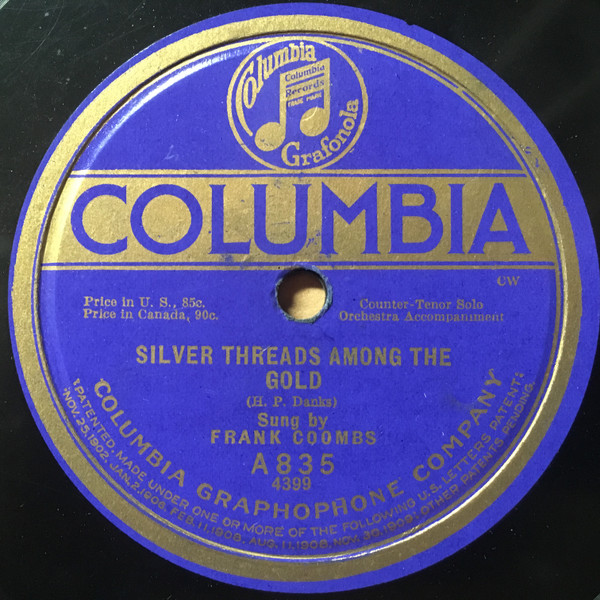 Columbia
Columbia
Records
TRADE MARK
Grafonola
COLUMBIA
CW
Price in U. S., 85c.
Price in Canada, 90c.
Counter-Tenor Solo
Orchestra Accompaniment
SILVER THREADS AMONG THE
GOLD
(H. P. Danks)
Sung by
FRANK COOMBS
A835
4399
COLUMBIA GRAPHOPHONE COMPANY
PATENTED, MADE UNDER ONE OR MORE OF THE FOLLOWING U.S. LETTERS PATENT:
NOV. 25, 1902, JAN. 2, 1906, FEB. 11, 1908, AUG. 11, 1908, NOV. 30, 1909, OTHER PATENTS PENDING.